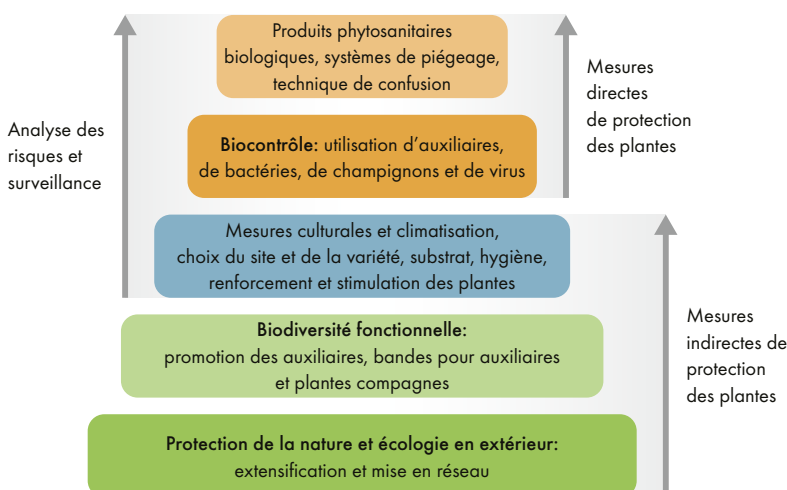 Produits phytosanitaires
biologiques, systèmes de piégeage,
technique de confusion
Mesures
directes
de protection
des plantes
Analyse des
risques et
surveillance
Biocontrôle: utilisation d’auxiliaires,
de bactéries, de champignons et de virus
Mesures culturales et climatisation,
choix du site et de la variété, substrat, hygiène,
renforcement et stimulation des plantes
Biodiversité fonctionnelle:
promotion des auxiliaires, bandes pour auxiliaires
et plantes compagnes
Mesures
indirectes de
protection
des plantes
Protection de la nature et écologie en extérieur:
extensification et mise en réseau